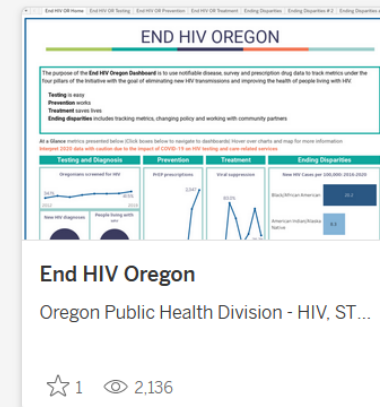 End HIV OR Home End HIV OR Testing End HIV OR Prevention End HIV OR Treatment Ending Disparities Ending Disparities # 2 Ending Disparities
END HIV OREGON
The purpose of the End HIV Oregon Dashboard is to use notifiable disease, survey and prescription drug data to track metrics under the
four pillars of the Initiative with the goal of eliminating new HIV transmissions and improving the health of people living with HIV.
Testing is easy
Prevention works
Treatment saves lives
Ending disparities includes tracking metrics, changing policy and working with community partners
At a Glance metrics presented below (Click boxes below to navigate to dashboards; Hover over charts and map for more information)
Interpret 2020 data with caution due to the impact of COVID-19 on HIV testing and care related services
Testing and Diagnosis Prevention Treatment Ending Disparities
Oregonians screened for HIV PrEP prescriptions Viral suppression New HIV Cases per 100,000: 2016-2020
Black/African American
American Indian/Alaska
Native
New HIV Diagnoses People living with
End HIV Oregon
Oregon Public Health Division - HIV, ST...
1 2,136